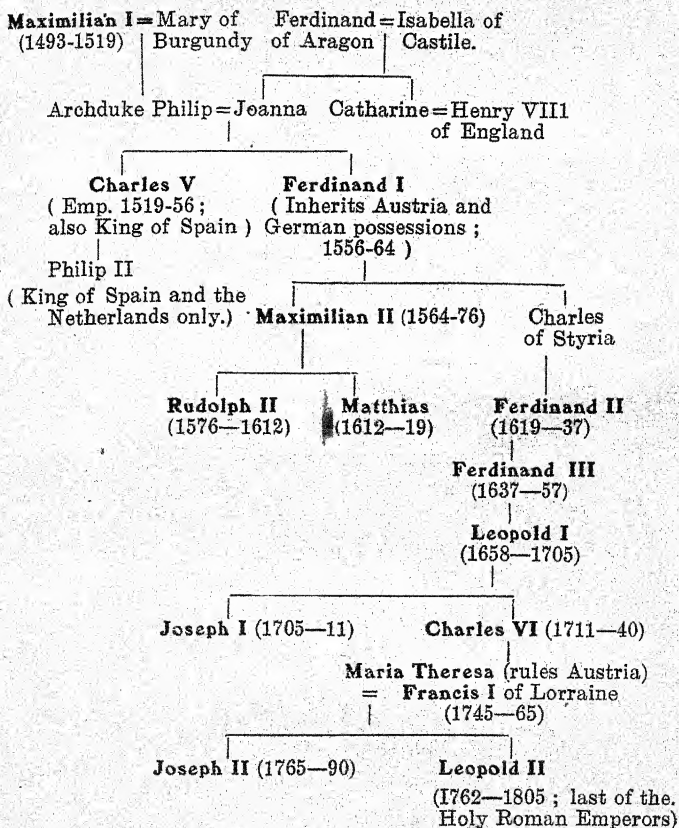 Maximilian I = Mary of Ferdinand = Isabella of
(1493-1519) Burgundy of Aragon Castile.
Archduke Philip = Joanna Catharine = Henry VIII
of England
Charles V Ferdinand I
( Emp. 1519-56 ; ( Inherits Austria and
also King of Spain ) German possessions ;
1556-64 )
Philip II
( King of Spain and the
Netherlands only.) Maximilian II (1564-76) Charles
of Styria
Rudolph II Matthias Ferdinand II
(1576—1612) (1612—19) (1619—37)
Ferdinand III
(1637—57)
Leopold I
(1658—1705)
Joseph I (1705—11) Charles VI (1711—40)
Maria Theresa (rules Austria)
= Francis I of Lorraine
(1745—65)
Joseph II (1765—90) Leopold II
(1762—1805 ; last of the.
Holy Roman Emperors)